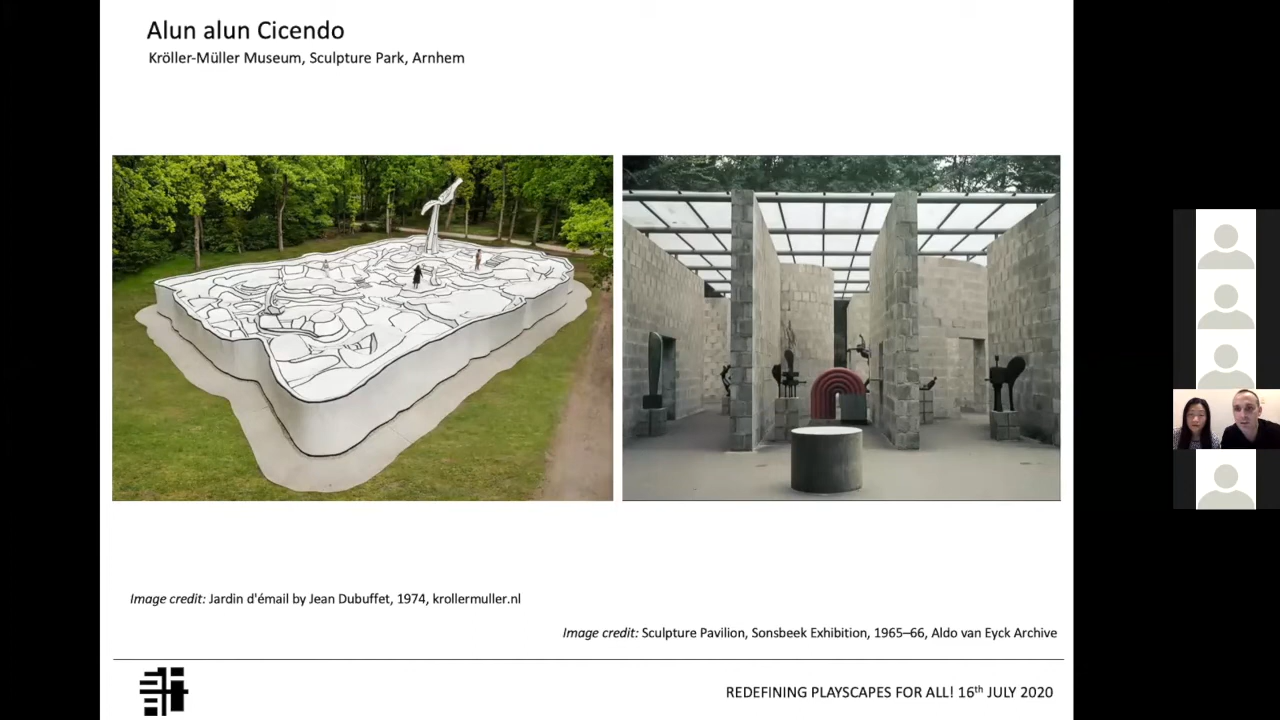 Alun alun Cicendo
Kröller-Müller Museum, Sculpture Park, Arnhem
Image credit: Jardin d'émail by Jean Dubuffet, 1974, krollermuller.nl
Image credit: Sculpture Pavilion, Sonsbeek Exhibition, 1965–66, Aldo van Eyck Archive
REDEFINING PLAYSCAPES FOR ALL! 16th JULY 2020